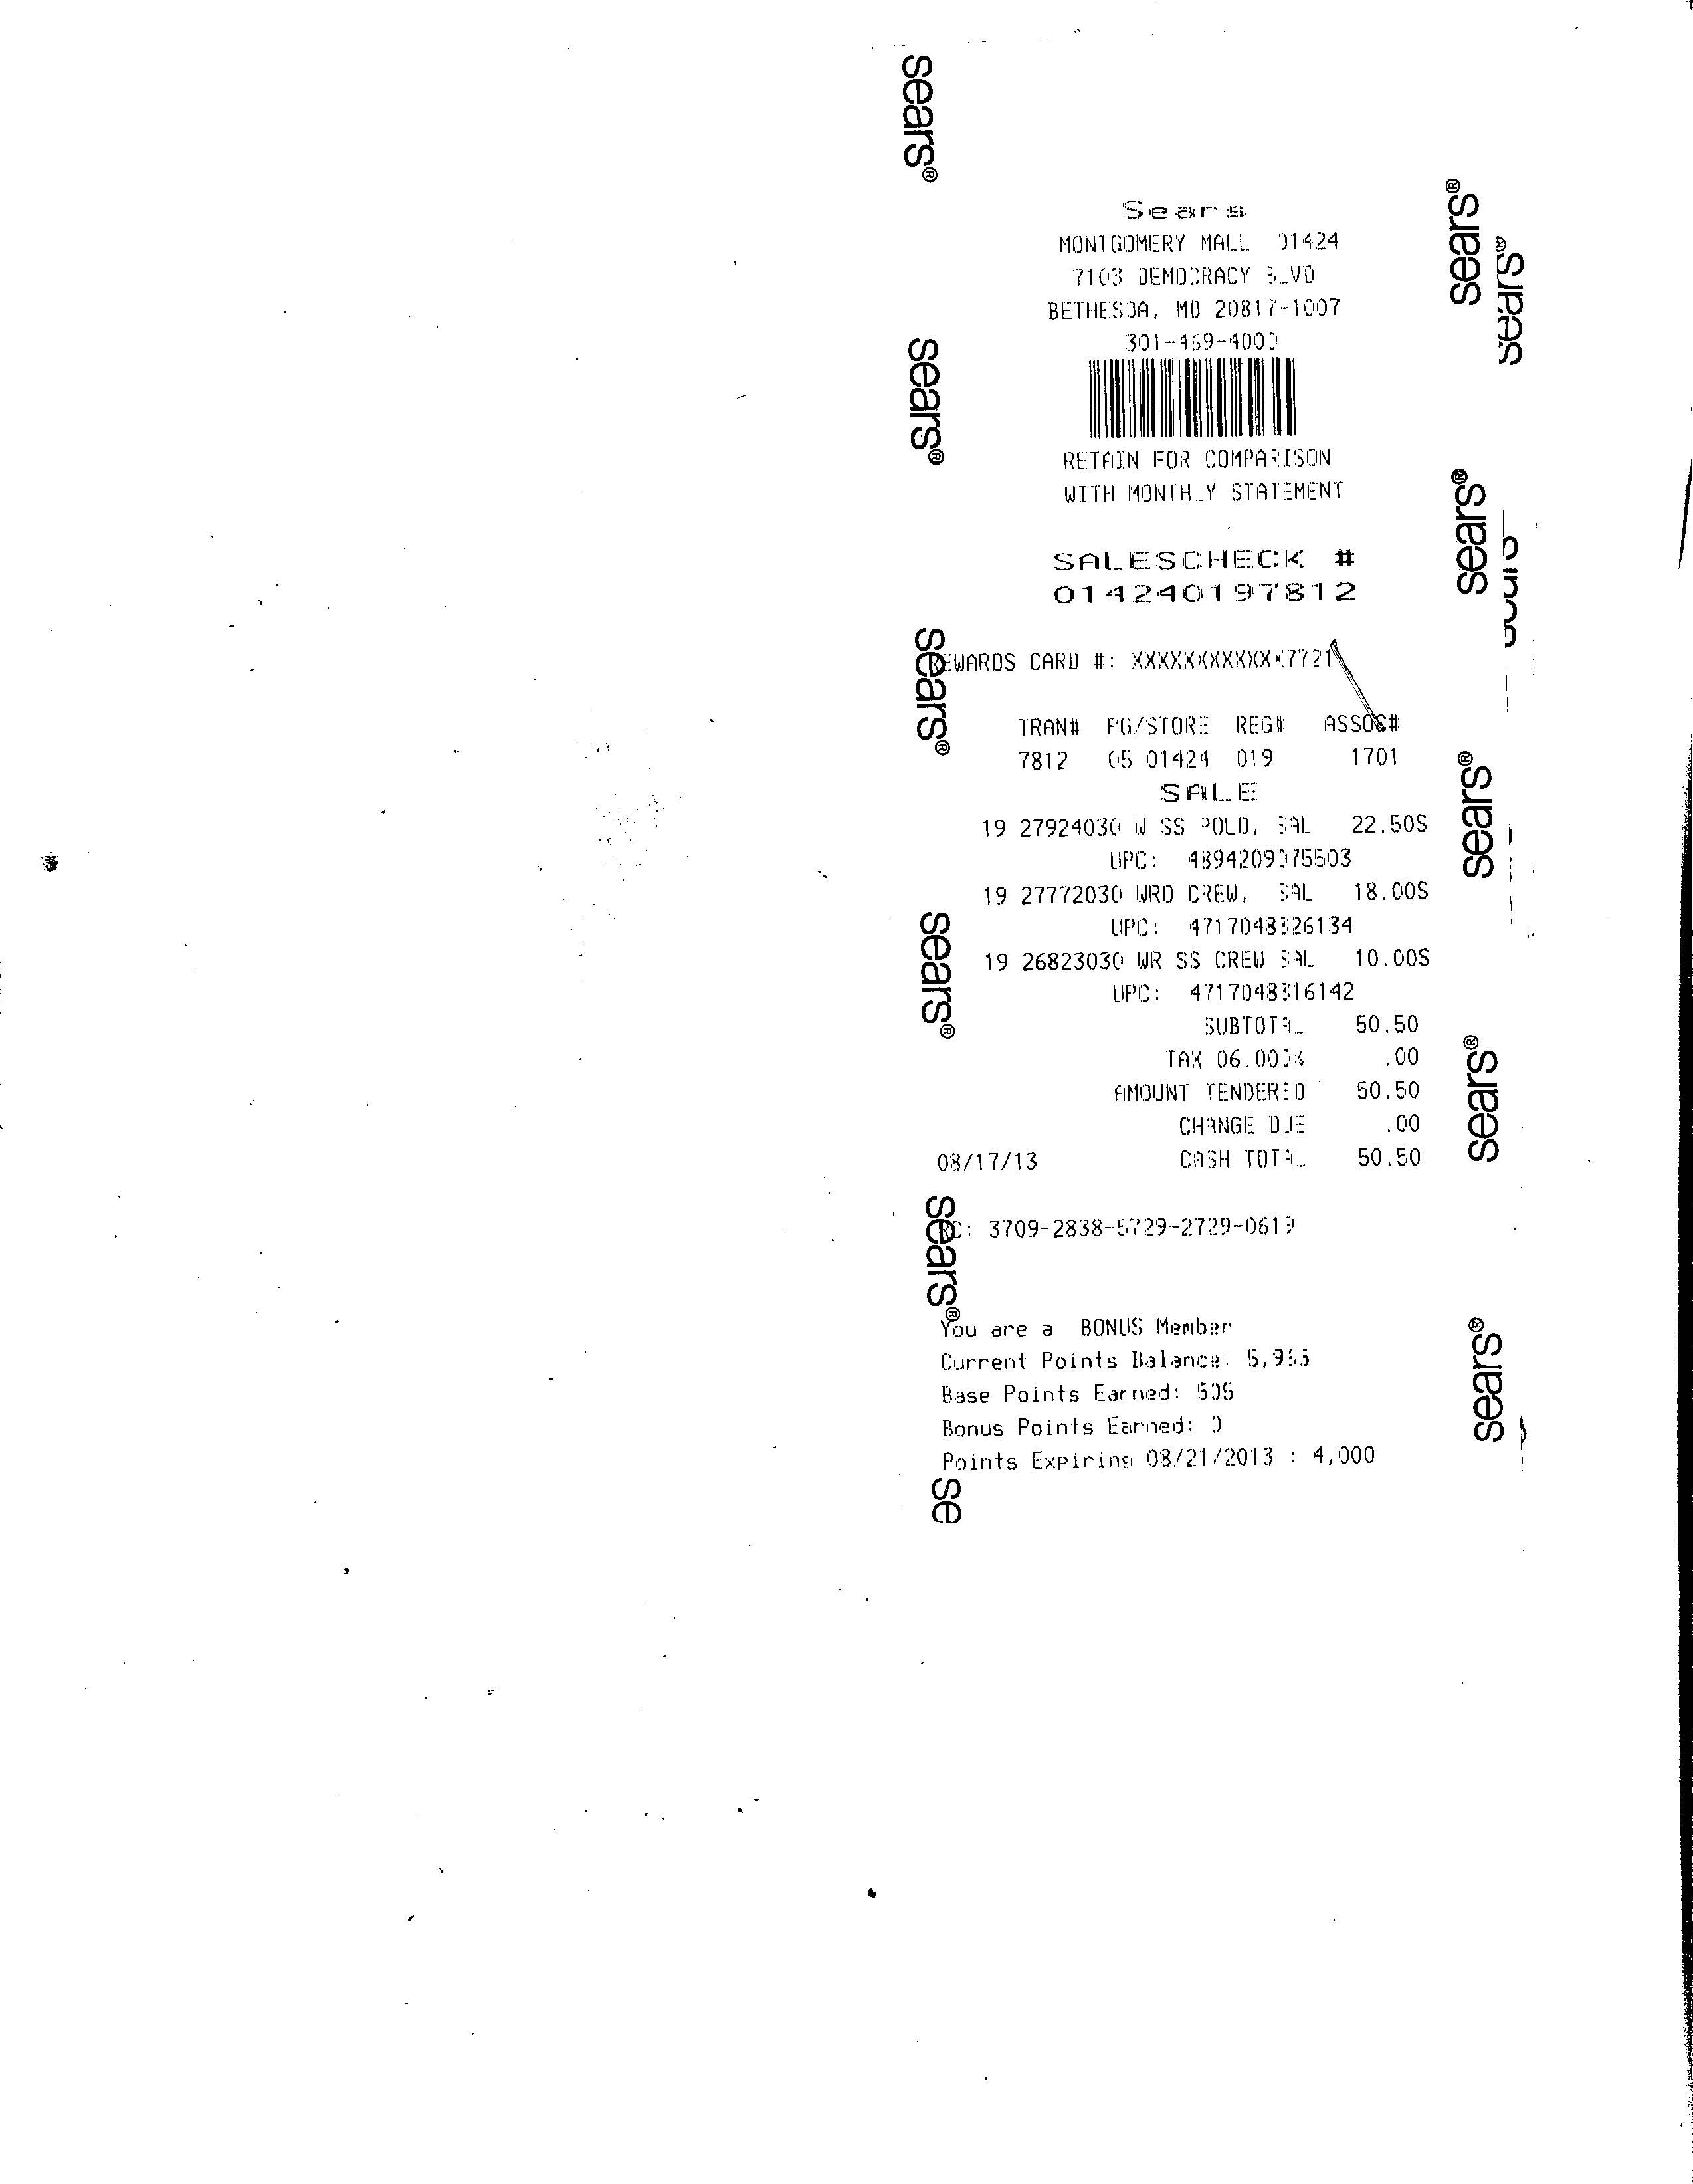 Sears
MONTGOMERY MALL 01424
7103 DEMOCRACY BLVD
BETHESDA, MD 20817-1007
301-469-4000
RETAIN FOR COMPARISON
WITH MONTHLY STATEMENT
SALESCHECK #
014240197812
REWARDS CARD #: XXXXXXXXXXXX7721
TRAN# PG/STORE REG# ASSOC#
7812 05 01424 019 1701
SALE
19 27924030 W SS POLO, SAL 22.50S
UPC: 4894209075503
19 27772030 WRD CREW, SAL 18.00S
UPC: 4717048326134
19 26823030 WR SS CREW SAL 10.00S
UPC: 4717048316142
SUBTOTAL 50.50
TAX 06.000% .00
AMOUNT TENDERED 50.50
CHANGE DUE .00
08/17/13 CASH TOTAL 50.50
3709-2838-5729-2729-0619
You are a BONUS Member
Current Points Balance:
Base Points Earned: 505
Bonus Points Earned: 0
Points Expiring 08/21/2013 : 4,000
sears®
sears®
sears®
sears®
sears®
se
sears®
sears®
sears®
sears®
sears®
sears®